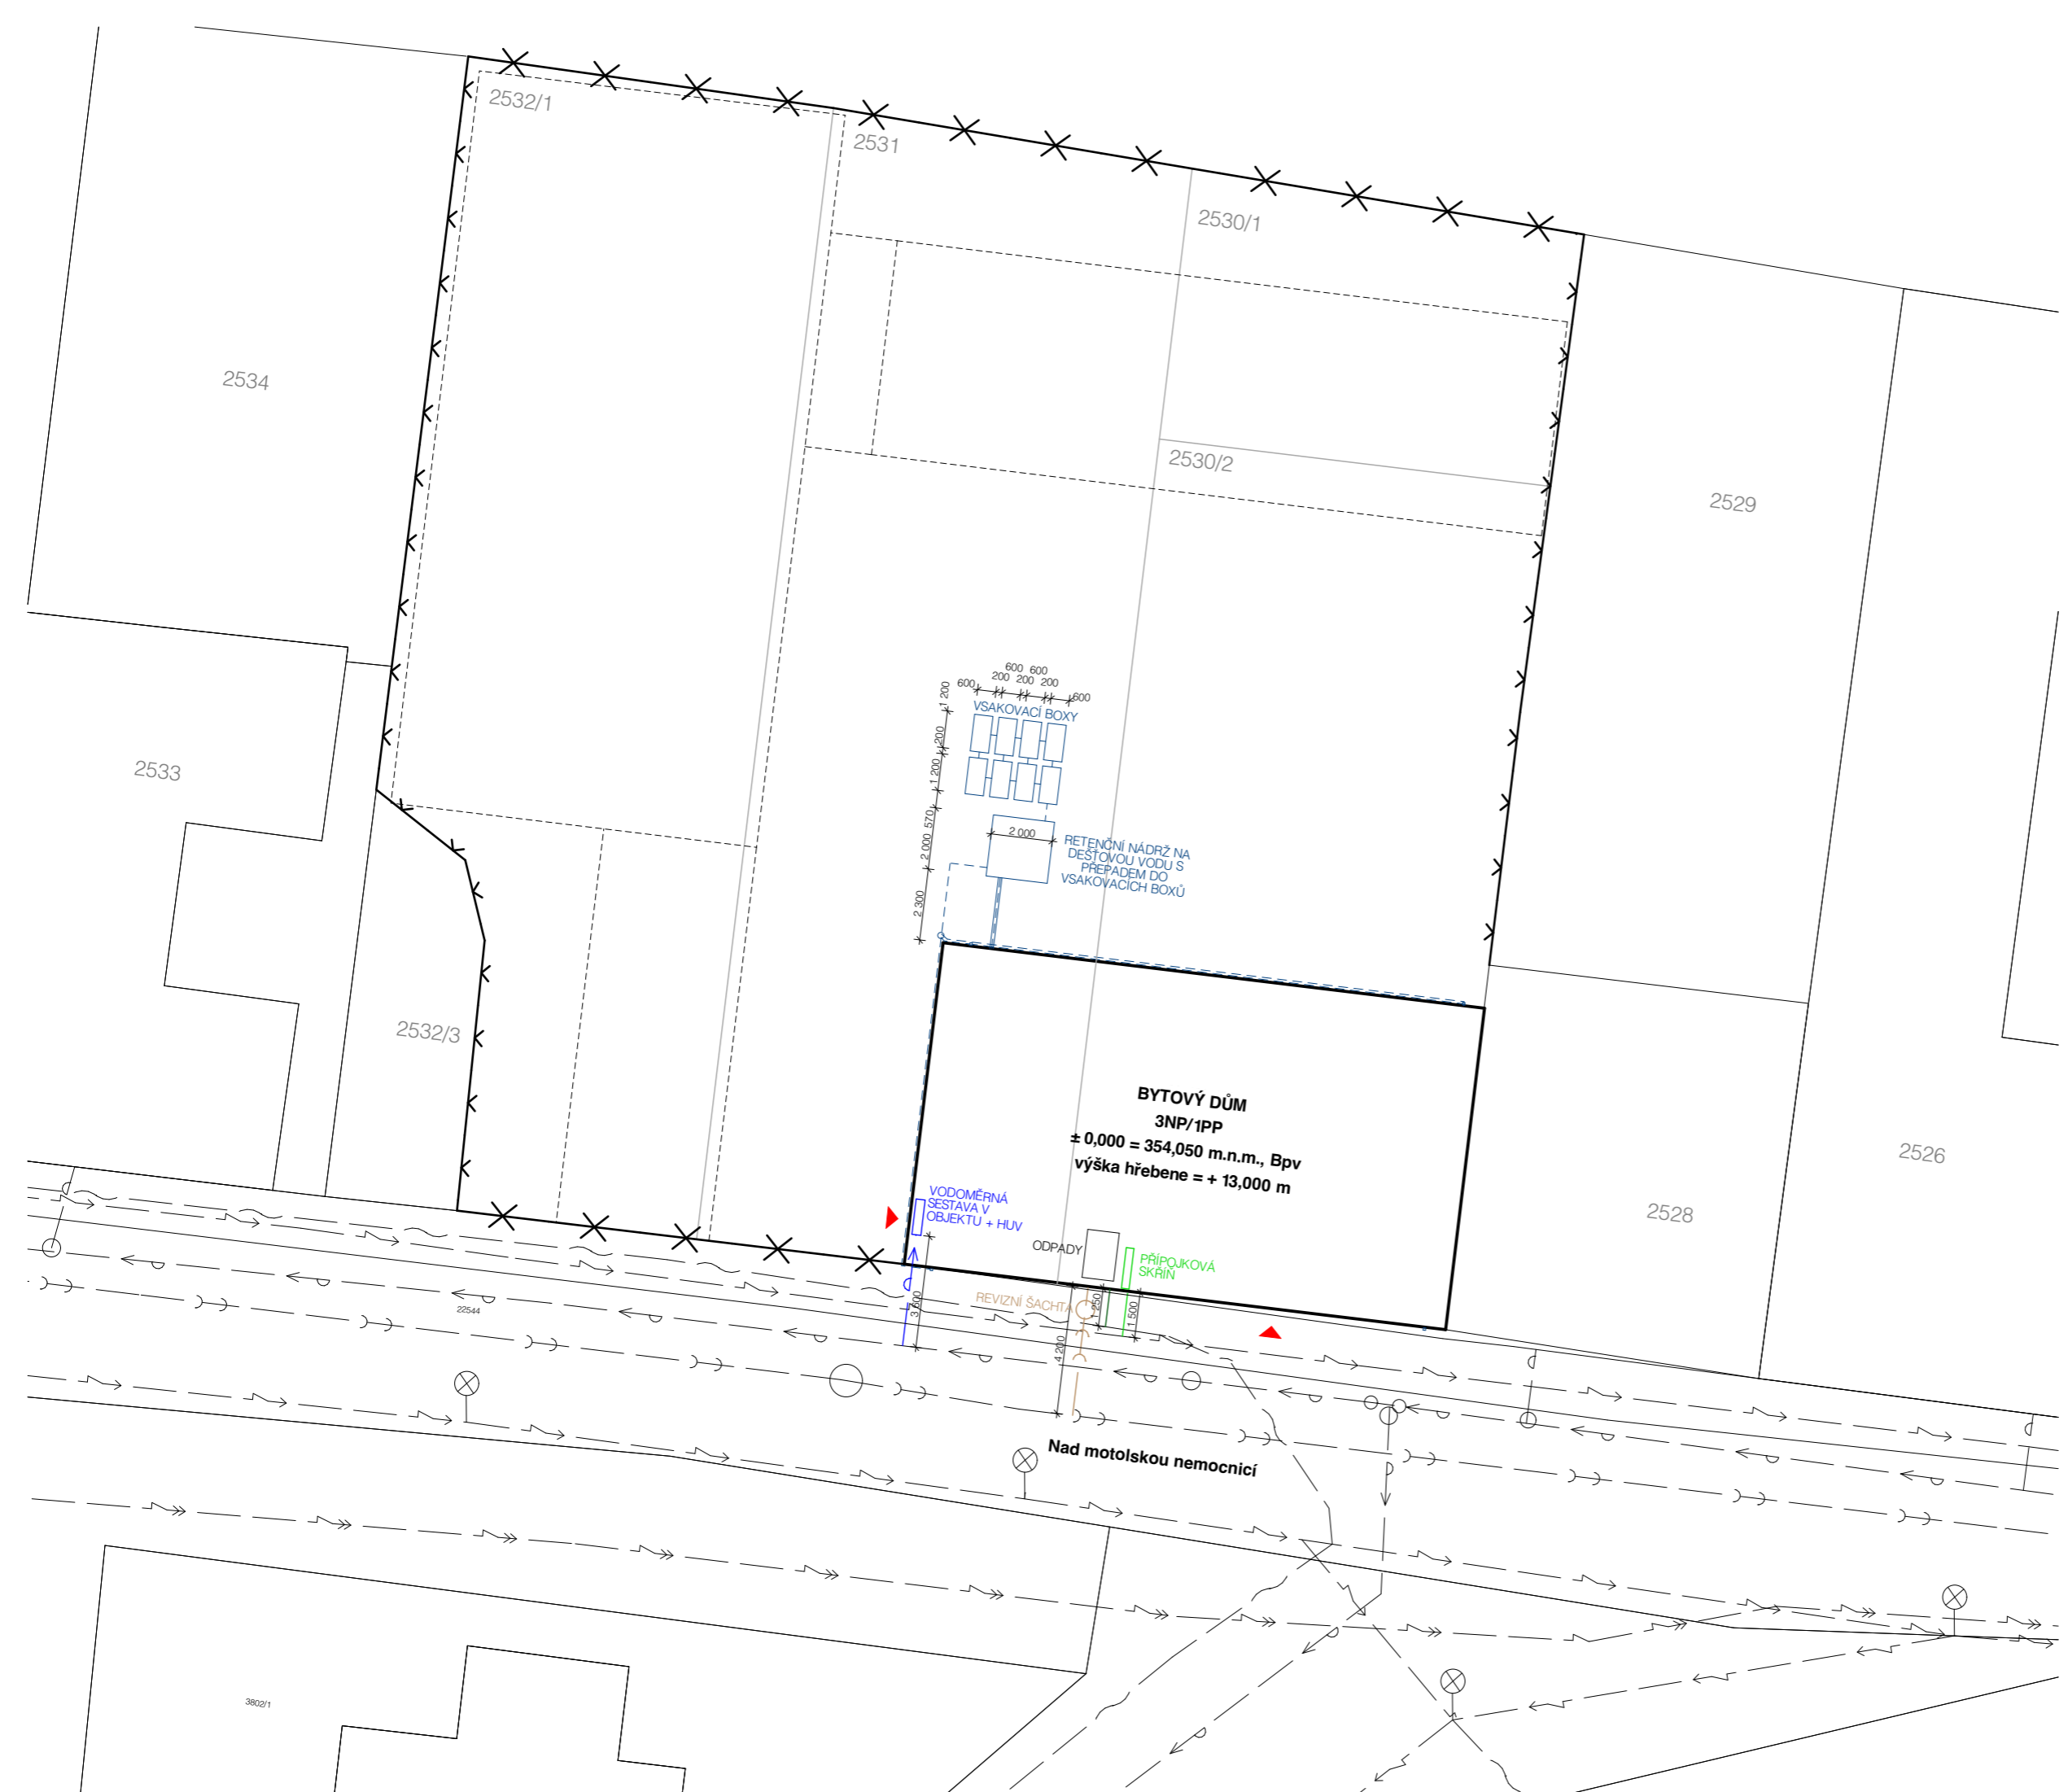 2532/1
2531
2530/1
2534
2530/2
2529
600 600
600 200 200 200 600
1 200
VSAKOVACÍ BOXY
200
1 200
2533
570
2 000
2 000
RETENČNÍ NÁDRŽ NA
DEŠŤOVOU VODU S
PŘEPADEM DO
VSAKOVACÍCH BOXŮ
2 300
2532/3
BYTOVÝ DŮM
3NP/1PP
± 0,000 = 354,050 m.n.m., Bpv
výška hřebene = + 13,000 m
2526
2528
VODOMĚRNÁ
SESTAVA V
OBJEKTU + HUV
ODPADY
PŘÍPOJKOVÁ
SKŘÍŇ
REVIZNÍ ŠACHTA
22544
3 600
1 250
1 500
4 200
Nad motolskou nemocnicí
3802/1